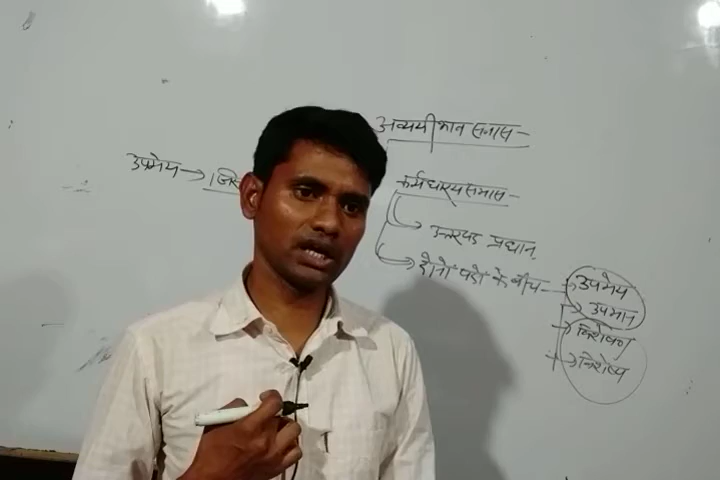 अव्ययीभाव समास-
उपमेय → जिस
कर्मधारय समास-
उत्तरपद प्रधान
दोनों पदों के बीच - उपमेय
उपमान
विशेषण
विशेष्य